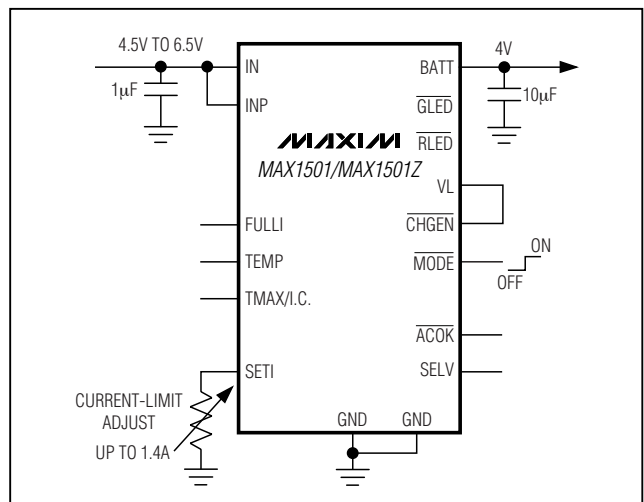 4.5V TO 6.5V
4V
IN
BATT
1µF
10µF
INP
GLED
MAXIM
RLED
MAX1501/MAX1501Z
VL
FULLI
CHGEN
ON
TEMP
MODE
OFF
TMAX/I.C.
ACOK
SETI
SELV
CURRENT-LIMIT
ADJUST
UP TO 1.4A
GND
GND